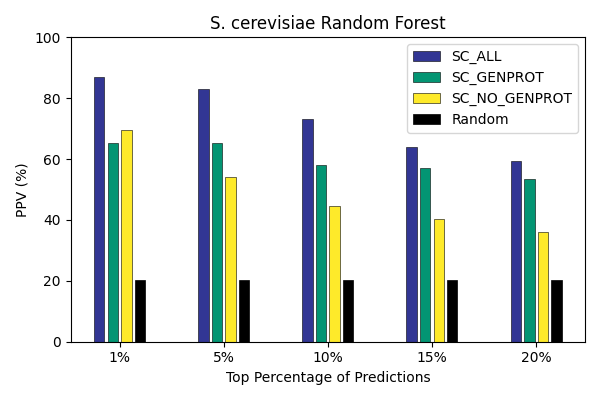 S. cerevisiae Random Forest
100
80
60
40
20
0
PPV (%)
SC_ALL
SC_GENPROT
SC_NO_GENPROT
Random
1% 5% 10% 15% 20%
Top Percentage of Predictions